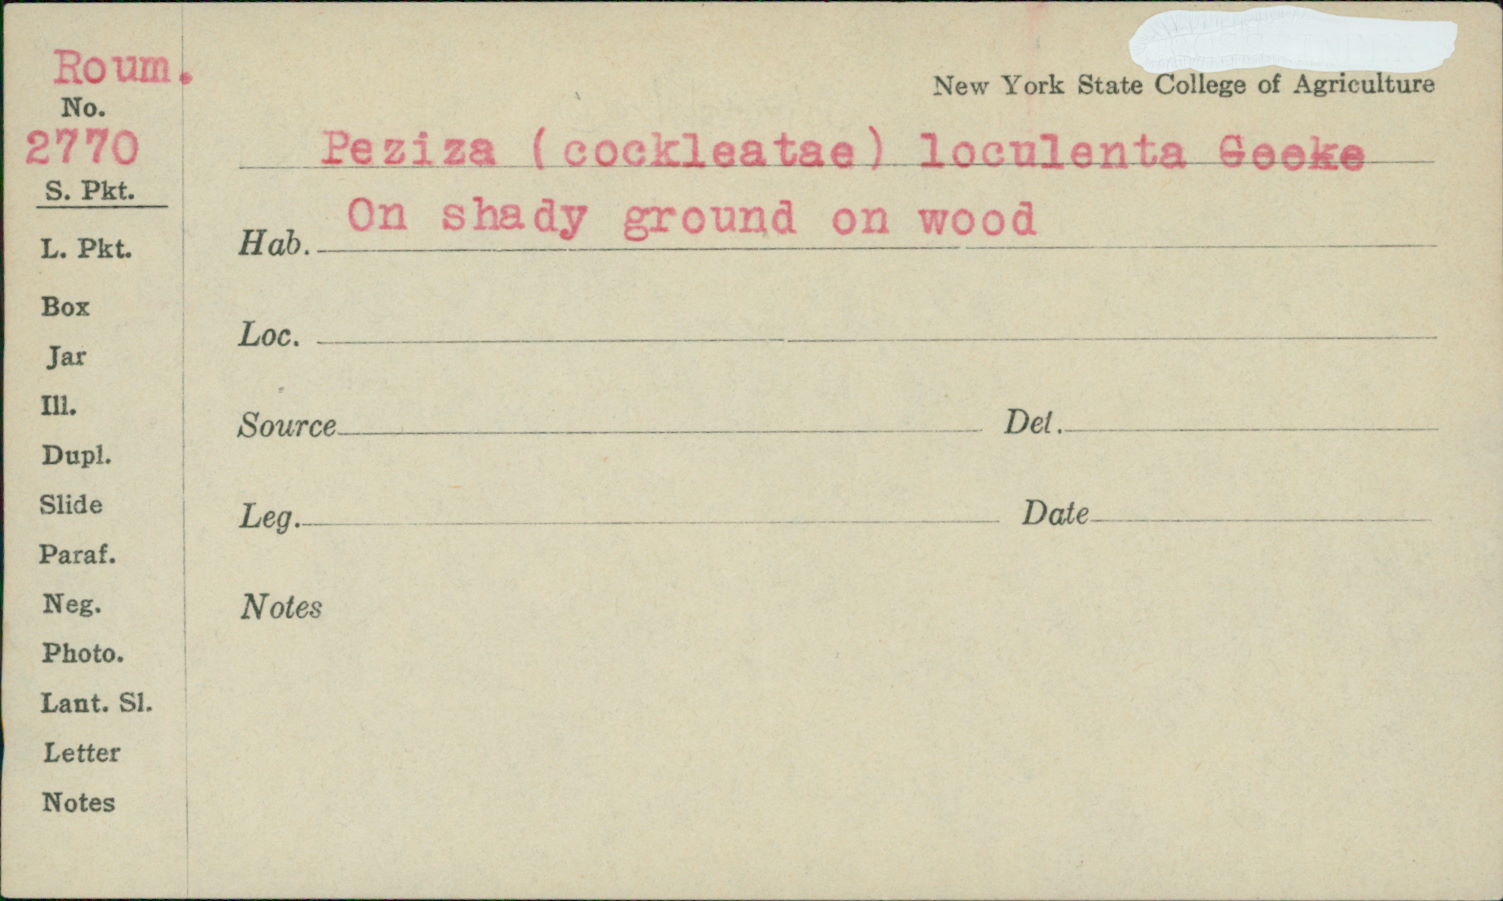 Roum.
No.
2770
S. Pkt.
L. Pkt.
Box
Jar
Ill.
Dupl.
Slide
Paraf.
Neg.
Photo.
Lant. Sl.
Letter
Notes
New York State College of Agriculture
Peziza (cockleatae) loculenta Cooke
Hab. On shady ground on wood
Loc.
Source Det.
Leg. Date
Notes